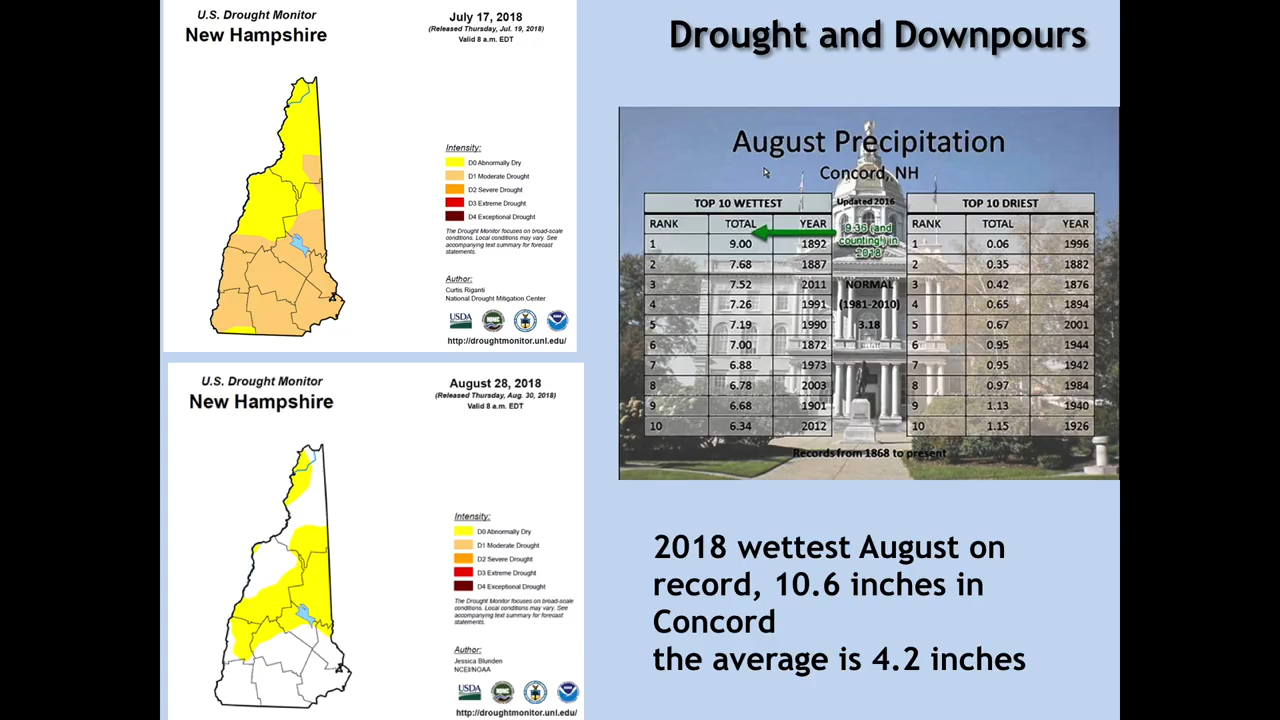 U.S. Drought Monitor
New Hampshire
July 17, 2018
(Released Thursday, Jul. 19, 2018)
Valid 8 a.m. EDT
Intensity:
D0 Abnormally Dry
D1 Moderate Drought
D2 Severe Drought
D3 Extreme Drought
D4 Exceptional Drought
The Drought Monitor focuses on broad-scale
conditions. Local conditions may vary. See
accompanying text summary for forecast
statements.
Author:
Curtis Riganti
National Drought Mitigation Center
USDA
http://droughtmonitor.unl.edu/
U.S. Drought Monitor
New Hampshire
August 28, 2018
(Released Thursday, Aug. 30, 2018)
Valid 8 a.m. EDT
Intensity:
D0 Abnormally Dry
D1 Moderate Drought
D2 Severe Drought
D3 Extreme Drought
D4 Exceptional Drought
The Drought Monitor focuses on broad-scale
conditions. Local conditions may vary. See
accompanying text summary for forecast
statements.
Author:
Jessica Blunden
NCEI/NOAA
USDA
http://droughtmonitor.unl.edu/
Drought and Downpours
August Precipitation
Concord, NH
TOP 10 WETTEST
RANK TOTAL YEAR
1 9.00 1892
2 7.68 1887
3 7.52 2011
4 7.26 1991
5 7.19 1990
6 7.00 1872
7 6.88 1973
8 6.78 2003
9 6.68 1901
10 6.34 2012
Updated 2016
9.36 (and
counting!) in
2018
NORMAL
(1981-2010)
3.18
TOP 10 DRIEST
RANK TOTAL YEAR
1 0.06 1996
2 0.35 1882
3 0.42 1876
4 0.65 1894
5 0.67 2001
6 0.95 1944
7 0.95 1942
8 0.97 1984
9 1.13 1940
10 1.15 1926
Records from 1868 to present
2018 wettest August on
record, 10.6 inches in
Concord
the average is 4.2 inches